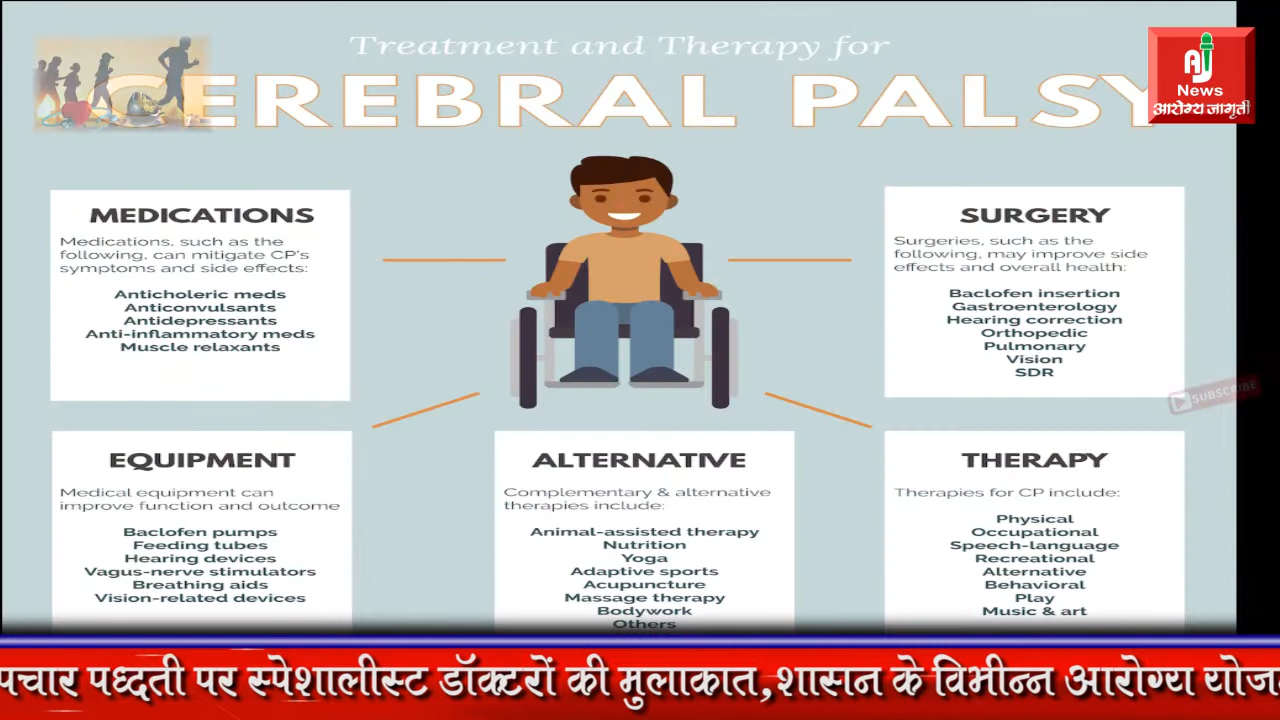 Treatment and Therapy for
CEREBRAL PALSY
AJ
News
आरोग्य जागृती
MEDICATIONS
Medications, such as the
following, can mitigate CP's
symptoms and side effects:
Anticholeric meds
Anticonvulsants
Antidepressants
Anti-inflammatory meds
Muscle relaxants
SURGERY
Surgeries, such as the
following, may improve side
effects and overall health:
Baclofen insertion
Gastroenterology
Hearing correction
Orthopedic
Pulmonary
Vision
SDR
SUBSCRIBE
EQUIPMENT
Medical equipment can
improve function and outcome
Baclofen pumps
Feeding tubes
Hearing devices
Vagus-nerve stimulators
Breathing aids
Vision-related devices
ALTERNATIVE
Complementary & alternative
therapies include:
Animal-assisted therapy
Nutrition
Yoga
Adaptive sports
Acupuncture
Massage therapy
Bodywork
Others
THERAPY
Therapies for CP include:
Physical
Occupational
Speech-language
Recreational
Alternative
Behavioral
Play
Music & art
पचार पध्दती पर स्पेशालीस्ट डॉक्टरों की मुलाकात,शासन के विभीन्न आरोग्य योज